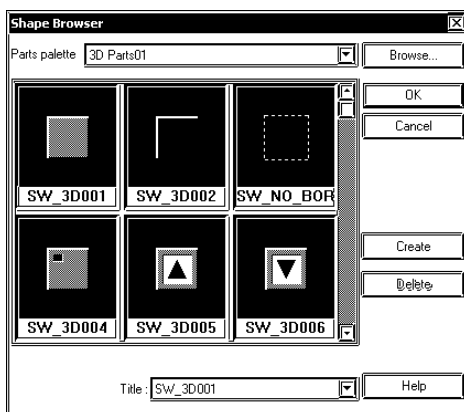 Shape Browser
Parts palette 3D Parts01 Browse...
OK
Cancel
SW_3D001 SW_3D002 SW_NO_BOR
Create
Delete
SW_3D004 SW_3D005 SW_3D006
Title : SW_3D001 Help